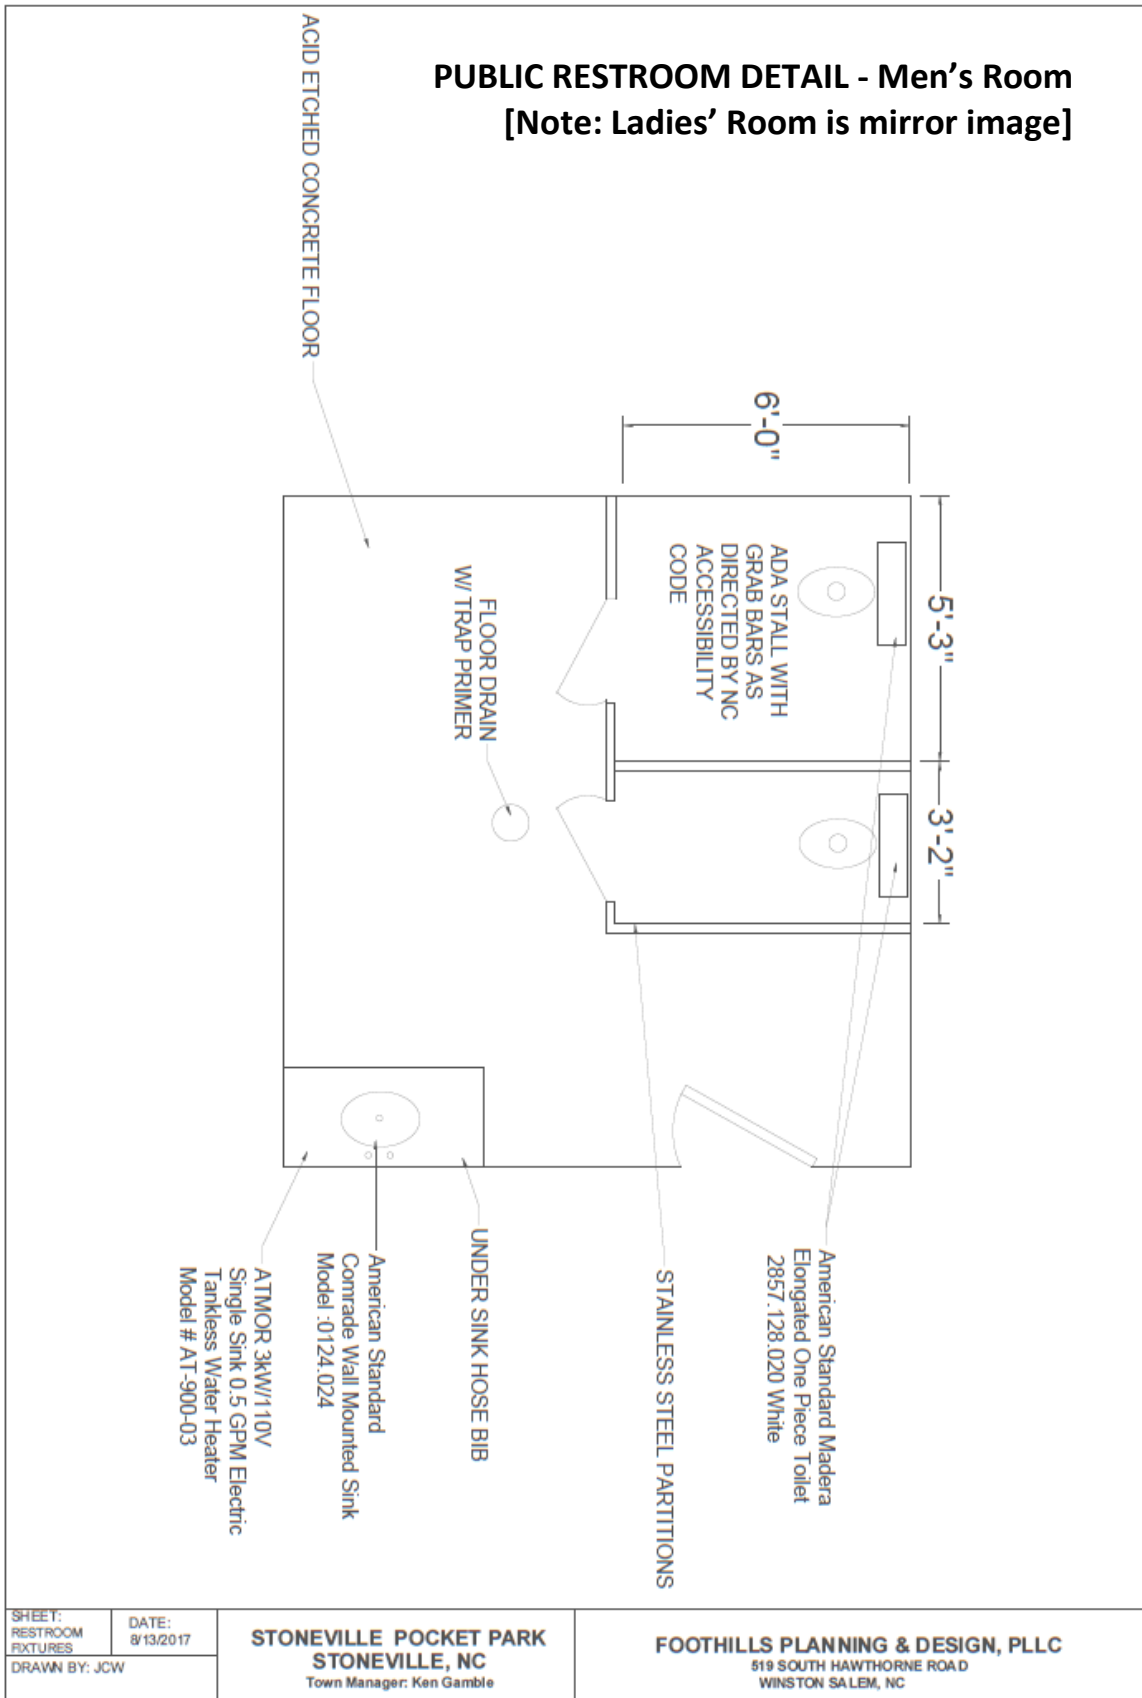 PUBLIC RESTROOM DETAIL - Men's Room
[Note: Ladies' Room is mirror image]
ACID ETCHED CONCRETE FLOOR
6'-0"
5'-3"
3'-2"
ADA STALL WITH
GRAB BARS AS
DIRECTED BY NC
ACCESSIBILITY
CODE
FLOOR DRAIN
W/ TRAP PRIMER
American Standard Madera
Elongated One Piece Toilet
2857.128.020 White
STAINLESS STEEL PARTITIONS
UNDER SINK HOSE BIB
American Standard
Comrade Wall Mounted Sink
Model :0124.024
ATMOR 3kW/110V
Single Sink 0.5 GPM Electric
Tankless Water Heater
Model # AT-900-03
SHEET:
RESTROOM
FIXTURES
DATE:
8/13/2017
DRAWN BY: JCW
STONEVILLE POCKET PARK
STONEVILLE, NC
Town Manager: Ken Gamble
FOOTHILLS PLANNING & DESIGN, PLLC
519 SOUTH HAWTHORNE ROAD
WINSTON SALEM, NC